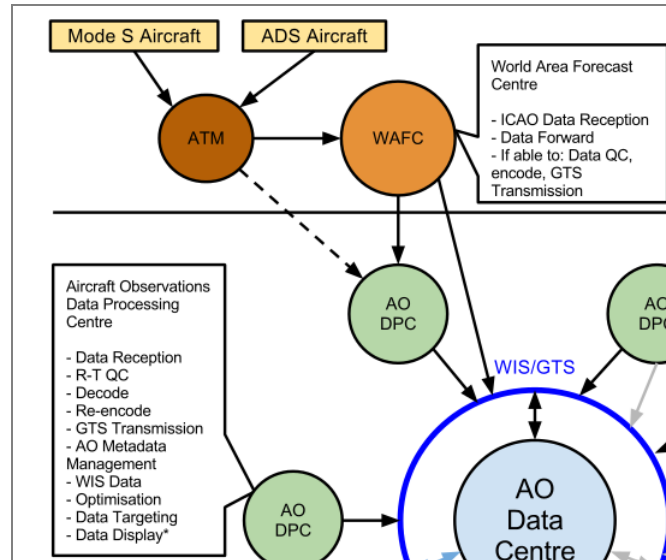 Mode S Aircraft
ADS Aircraft
ATM
WAFC
World Area Forecast
Centre
- ICAO Data Reception
- Data Forward
- If able to: Data QC,
encode, GTS
Transmission
Aircraft Observations
Data Processing
Centre
- Data Reception
- R-T QC
- Decode
- Re-encode
- GTS Transmission
- AO Metadata
Management
- WIS Data
- Optimisation
- Data Targeting
- Data Display*
AO
DPC
AO
DPC
WIS/GTS
AO
DPC
AO
Data
Centre